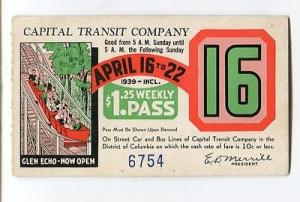 CAPITAL TRANSIT COMPANY
Good from 5 A.M. Sunday until
5 A.M. the Following Sunday
APRIL 16 TO 22
1939-INCL.
$1.25 WEEKLY
PASS
16
Pass Must Be Shown Upon Demand
On Street Car and Bus Lines of Capital Transit Company in the
District of Columbia on which the cash rate of fare is 10c or less.
GLEN ECHO-NOW OPEN
6754
E.D. Merrill
PRESIDENT